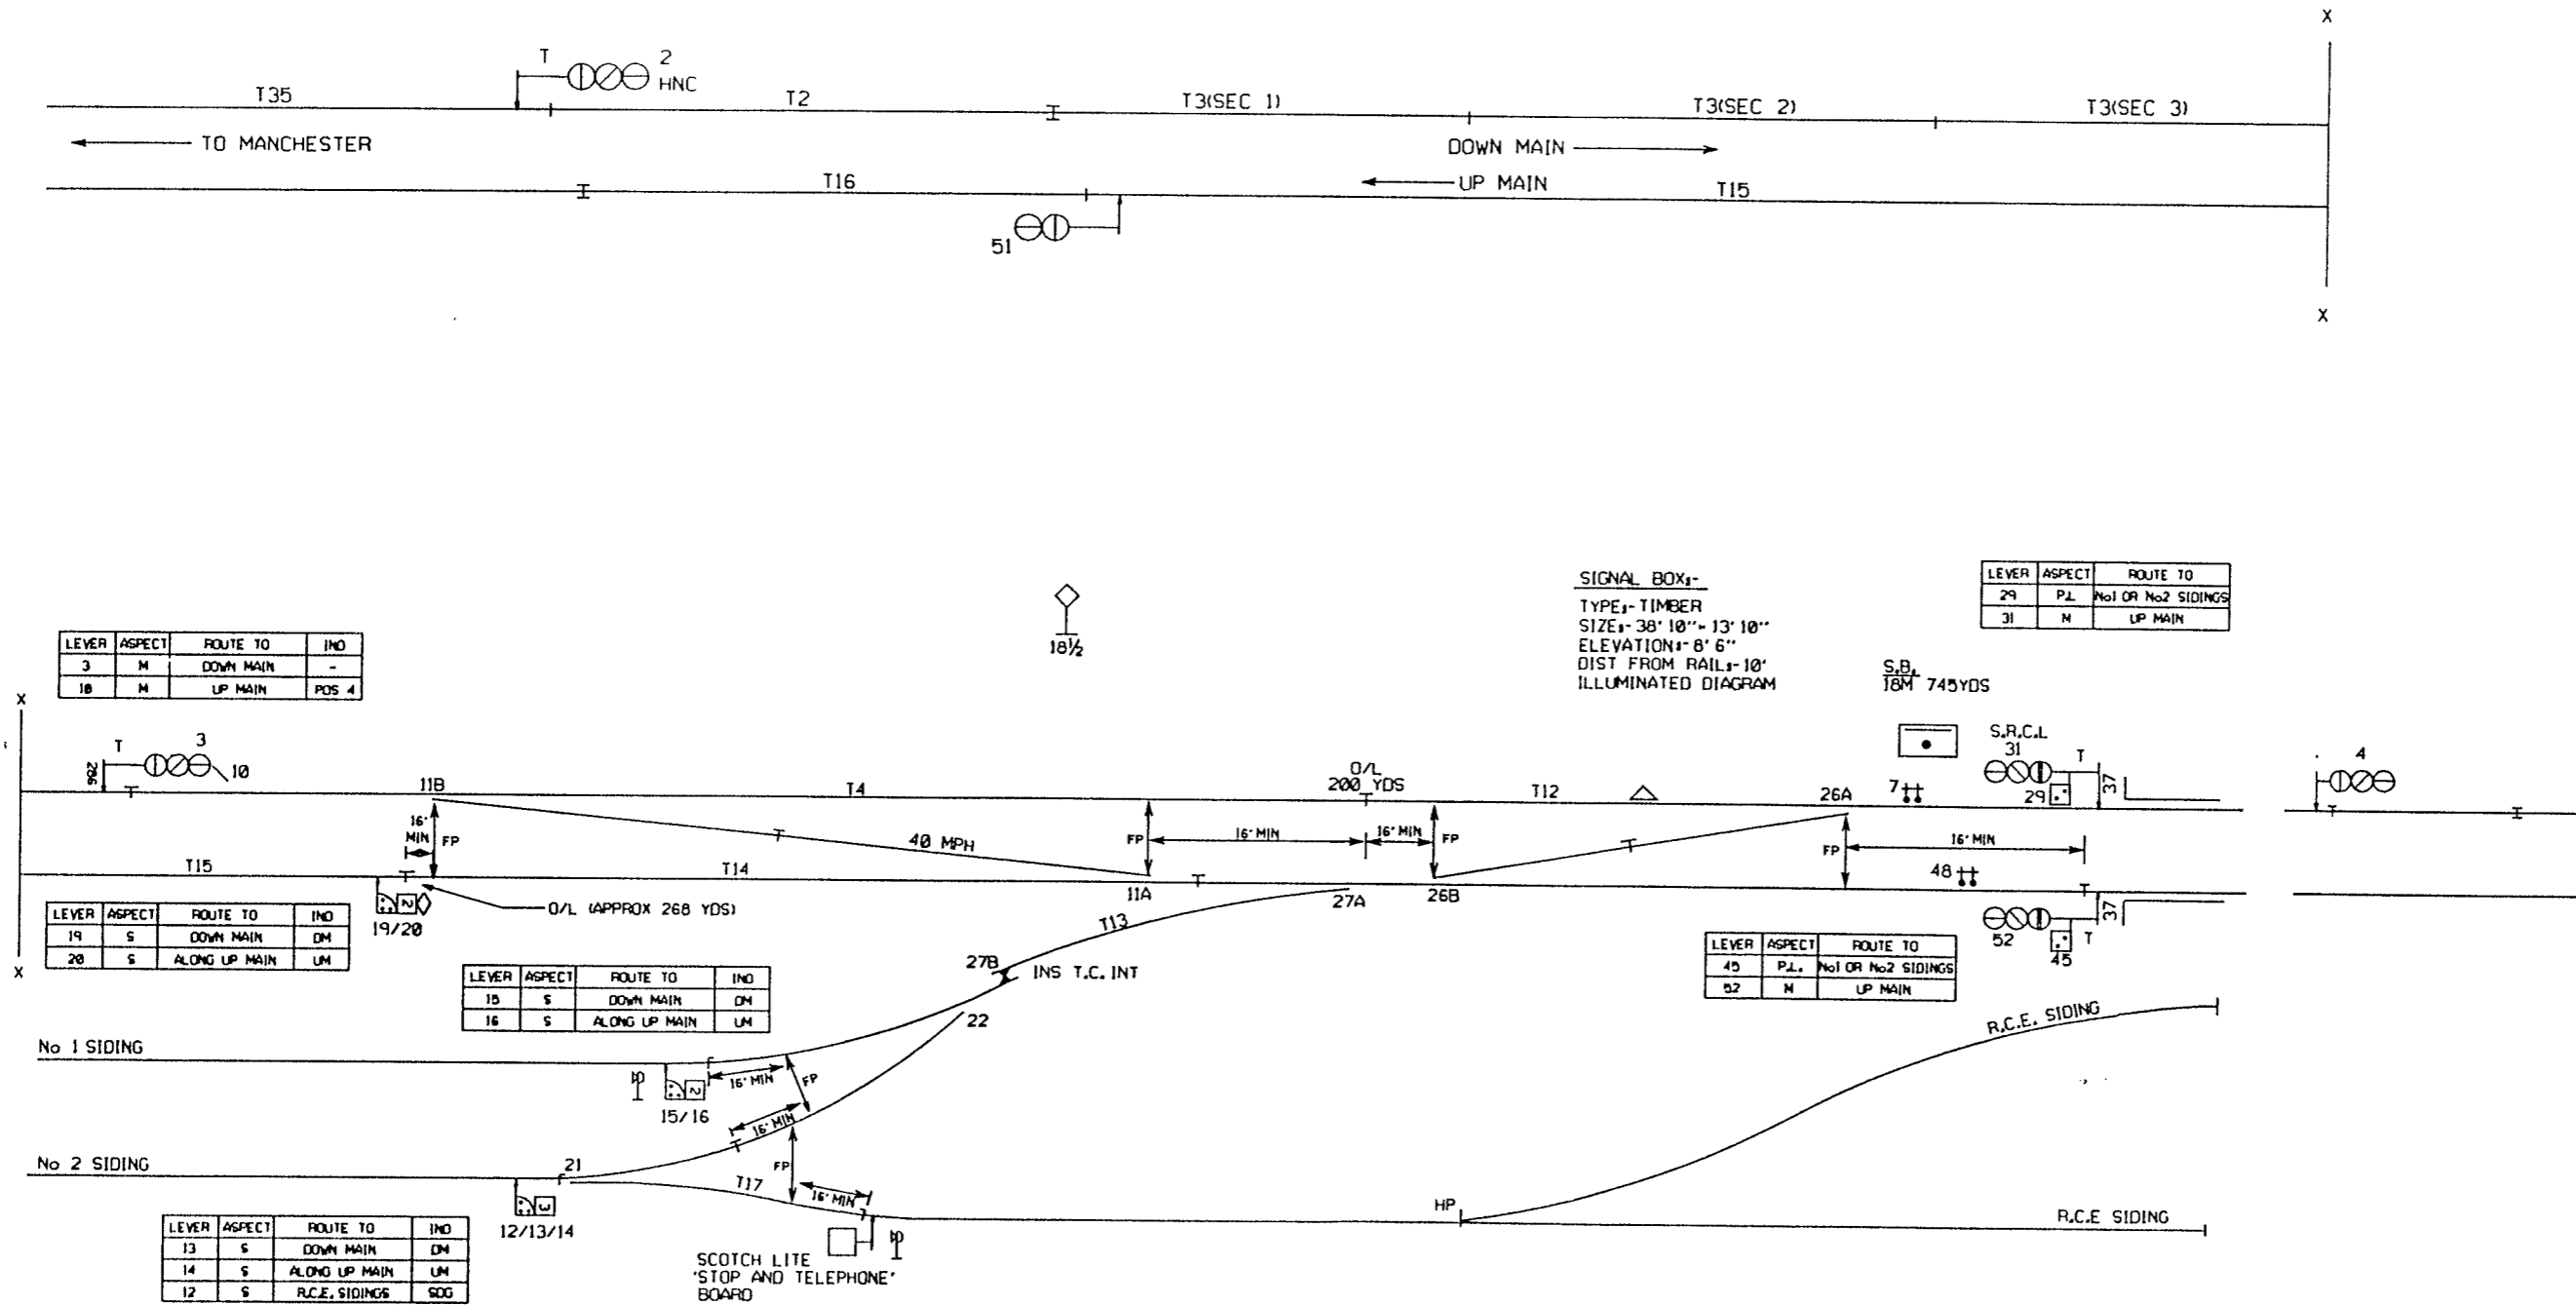 X
T
2
HNC
T35
T2
T3(SEC 1)
T3(SEC 2)
T3(SEC 3)
TO MANCHESTER
DOWN MAIN
T16
UP MAIN
T15
51
X
18½
SIGNAL BOX:-
TYPE:- TIMBER
SIZE:- 38' 10" × 13' 10"
ELEVATION:- 8' 6"
DIST FROM RAIL:- 10'
ILLUMINATED DIAGRAM
LEVER ASPECT ROUTE TO
29 P.L No1 OR No2 SIDINGS
31 M UP MAIN
S.B.
18M 745YDS
LEVER ASPECT ROUTE TO IND
3 M DOWN MAIN -
10 M UP MAIN POS 4
X
T
3
10
286
11B
T4
O/L
200 YDS
T12
26A
7
S.R.C.L
31
T
29
37
4
16' MIN
FP
40 MPH
FP
16' MIN
16' MIN
FP
FP
16' MIN
T15
T14
11A
27A
26B
48
O/L (APPROX 268 YDS)
2
19/20
LEVER ASPECT ROUTE TO IND
19 S DOWN MAIN DM
20 S ALONG UP MAIN UM
X
T13
52
45
T
37
LEVER ASPECT ROUTE TO
45 P.L. No1 OR No2 SIDINGS
52 M UP MAIN
27B
INS T.C. INT
LEVER ASPECT ROUTE TO IND
15 S DOWN MAIN DM
16 S ALONG UP MAIN UM
22
R.C.E. SIDING
No 1 SIDING
16' MIN
FP
2
15/16
16' MIN
No 2 SIDING
21
FP
T17
16' MIN
3
12/13/14
HP
R.C.E SIDING
LEVER ASPECT ROUTE TO IND
13 S DOWN MAIN DM
14 S ALONG UP MAIN UM
12 S R.C.E. SIDINGS SDG
SCOTCH LITE
'STOP AND TELEPHONE'
BOARD